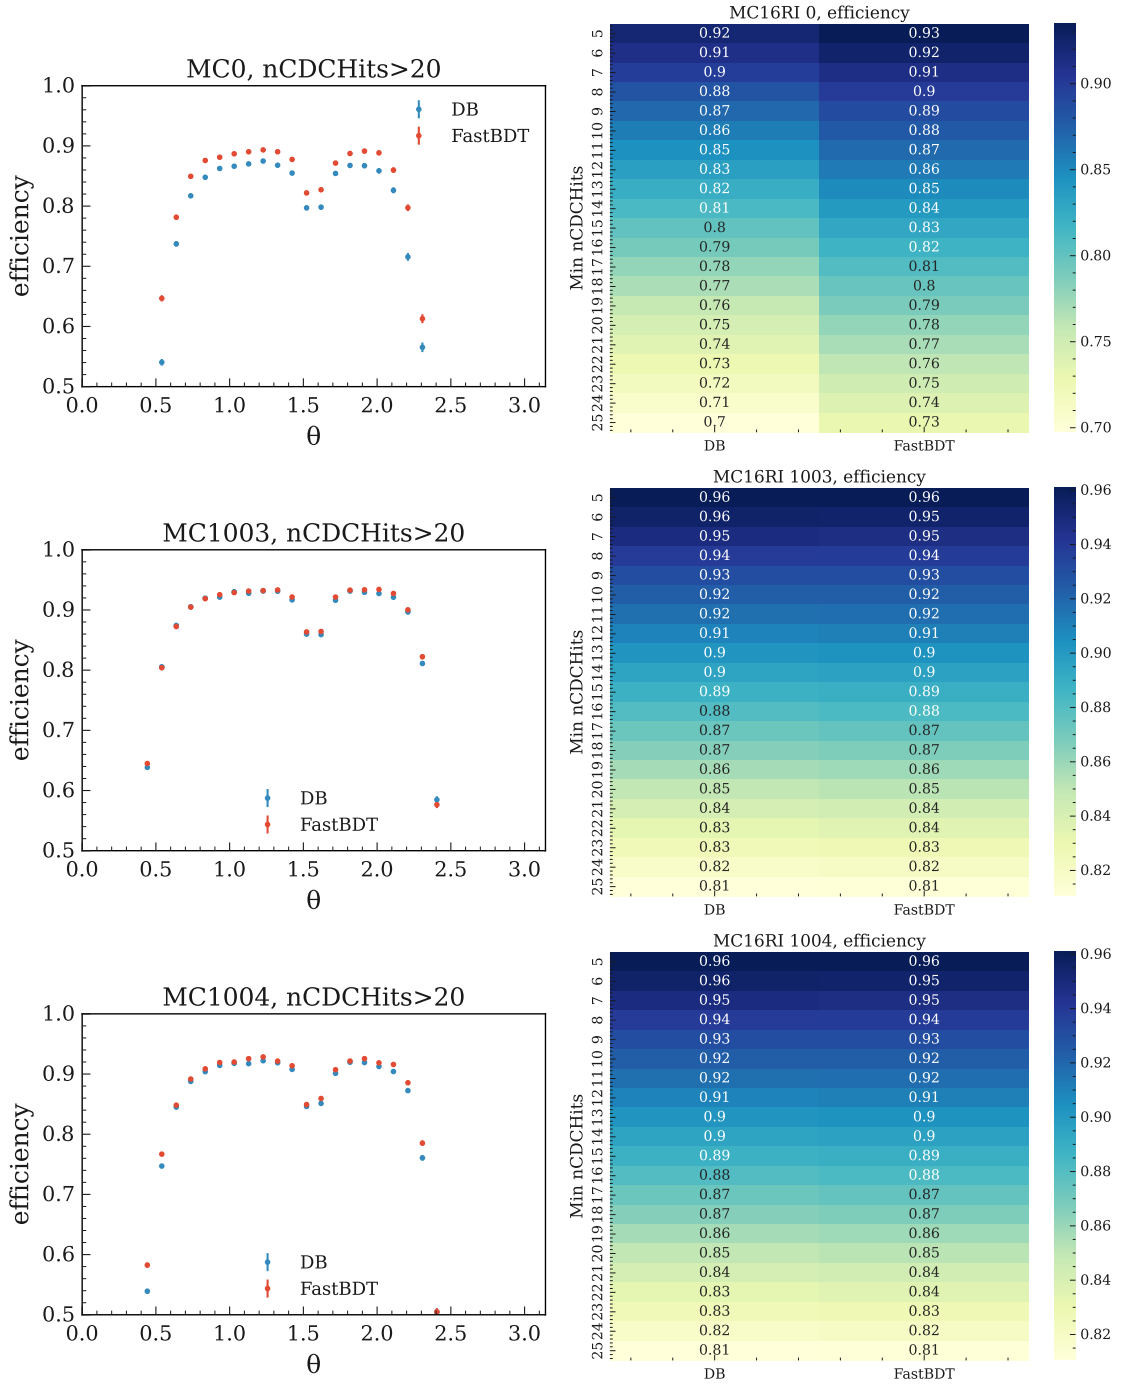 MC0, nCDCHits>20
efficiency
1.0
0.9
0.8
0.7
0.6
0.5
0.0 0.5 1.0 1.5 2.0 2.5 3.0
θ
DB
FastBDT
MC16RI 0, efficiency
Min nCDCHits
5 0.92 0.93
6 0.91 0.92
7 0.9 0.91
8 0.88 0.9
9 0.87 0.89
10 0.86 0.88
11 0.85 0.87
12 0.83 0.86
13 0.82 0.85
14 0.81 0.84
15 0.8 0.83
16 0.79 0.82
17 0.78 0.81
18 0.77 0.8
19 0.76 0.79
20 0.75 0.78
21 0.74 0.77
22 0.73 0.76
23 0.72 0.75
24 0.71 0.74
25 0.7 0.73
DB FastBDT
0.90
0.85
0.80
0.75
0.70
MC1003, nCDCHits>20
efficiency
1.0
0.9
0.8
0.7
0.6
0.5
0.0 0.5 1.0 1.5 2.0 2.5 3.0
θ
DB
FastBDT
MC16RI 1003, efficiency
Min nCDCHits
5 0.96 0.96
6 0.96 0.95
7 0.95 0.95
8 0.94 0.94
9 0.93 0.93
10 0.92 0.92
11 0.92 0.92
12 0.91 0.91
13 0.9 0.9
14 0.9 0.9
15 0.89 0.89
16 0.88 0.88
17 0.87 0.87
18 0.87 0.87
19 0.86 0.86
20 0.85 0.85
21 0.84 0.84
22 0.83 0.84
23 0.83 0.83
24 0.82 0.82
25 0.81 0.81
DB FastBDT
0.96
0.94
0.92
0.90
0.88
0.86
0.84
0.82
MC1004, nCDCHits>20
efficiency
1.0
0.9
0.8
0.7
0.6
0.5
0.0 0.5 1.0 1.5 2.0 2.5 3.0
θ
DB
FastBDT
MC16RI 1004, efficiency
Min nCDCHits
5 0.96 0.96
6 0.96 0.95
7 0.95 0.95
8 0.94 0.94
9 0.93 0.93
10 0.92 0.92
11 0.92 0.92
12 0.91 0.91
13 0.9 0.9
14 0.9 0.9
15 0.89 0.89
16 0.88 0.88
17 0.87 0.87
18 0.87 0.87
19 0.86 0.86
20 0.85 0.85
21 0.84 0.84
22 0.83 0.84
23 0.83 0.83
24 0.82 0.82
25 0.81 0.81
DB FastBDT
0.96
0.94
0.92
0.90
0.88
0.86
0.84
0.82